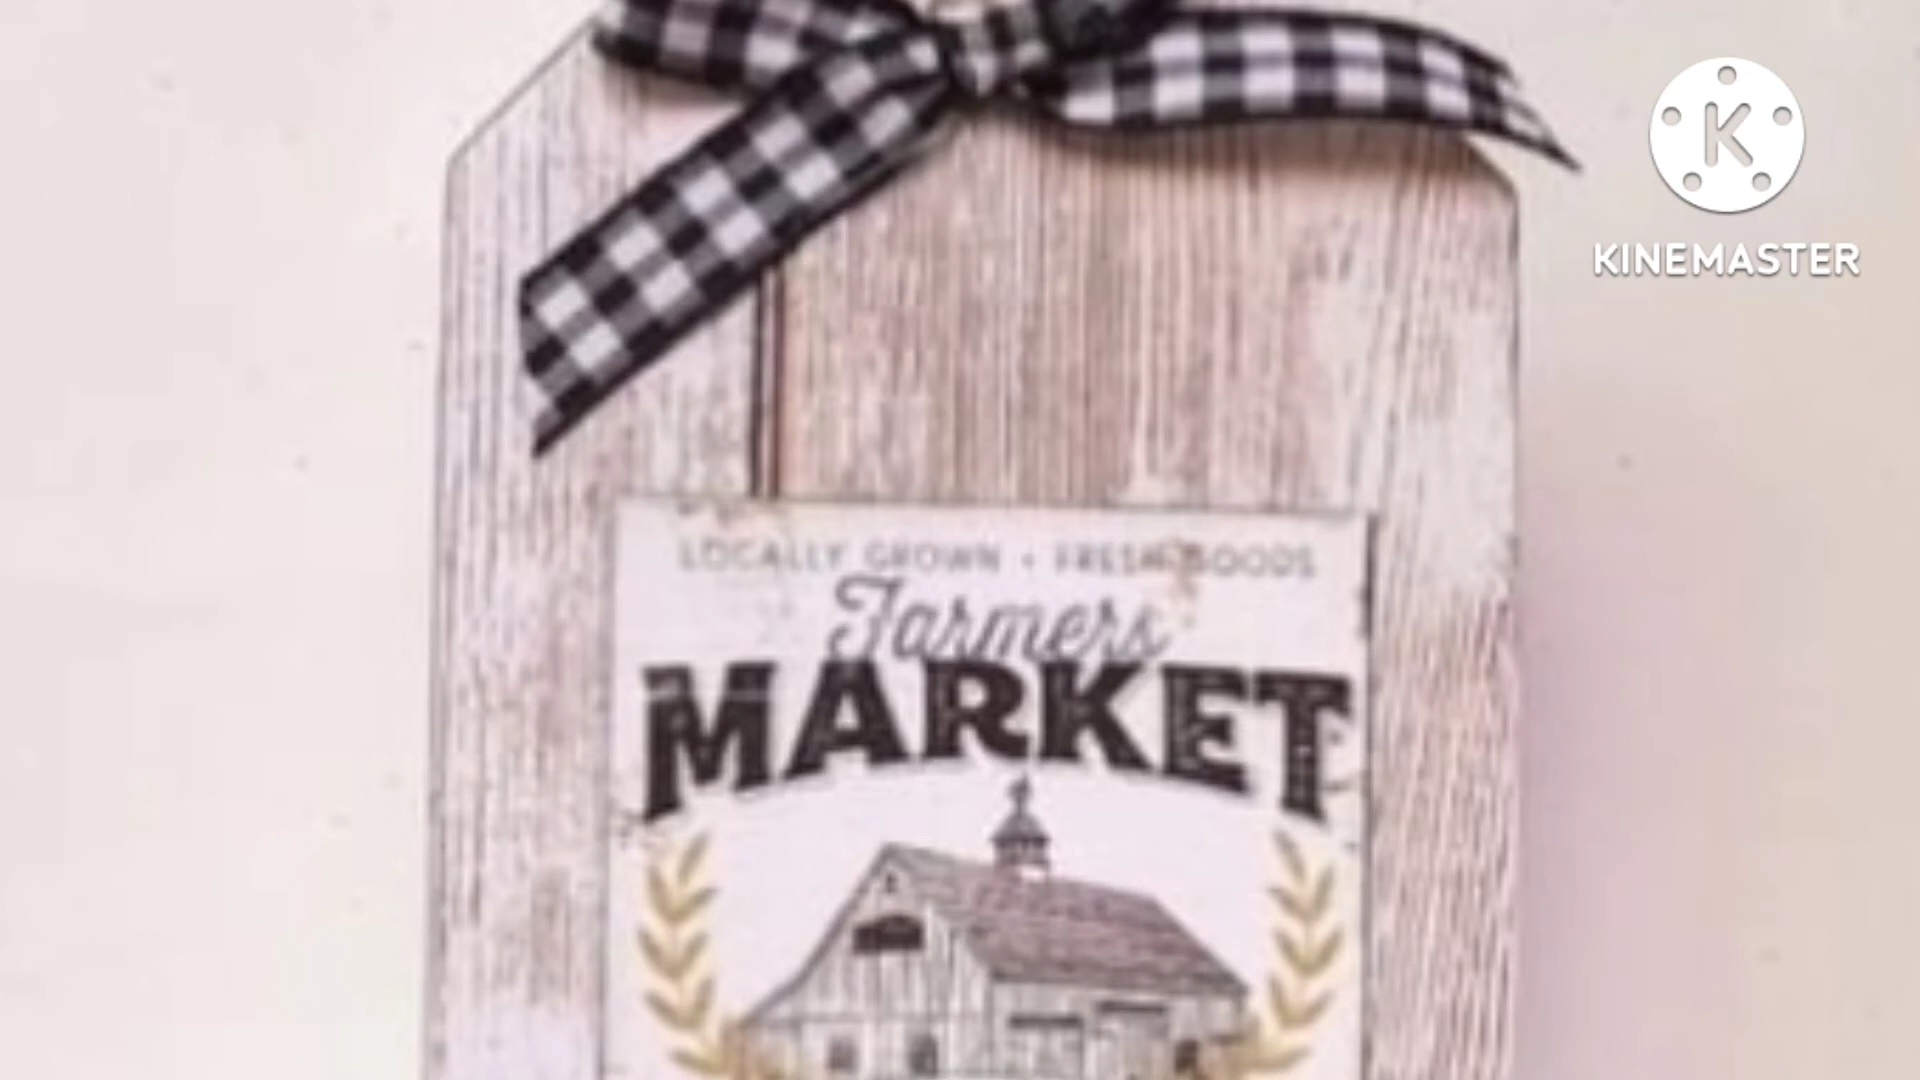 K
KINEMASTER
LOCALLY GROWN • FRESH GOODS
Farmers
MARKET